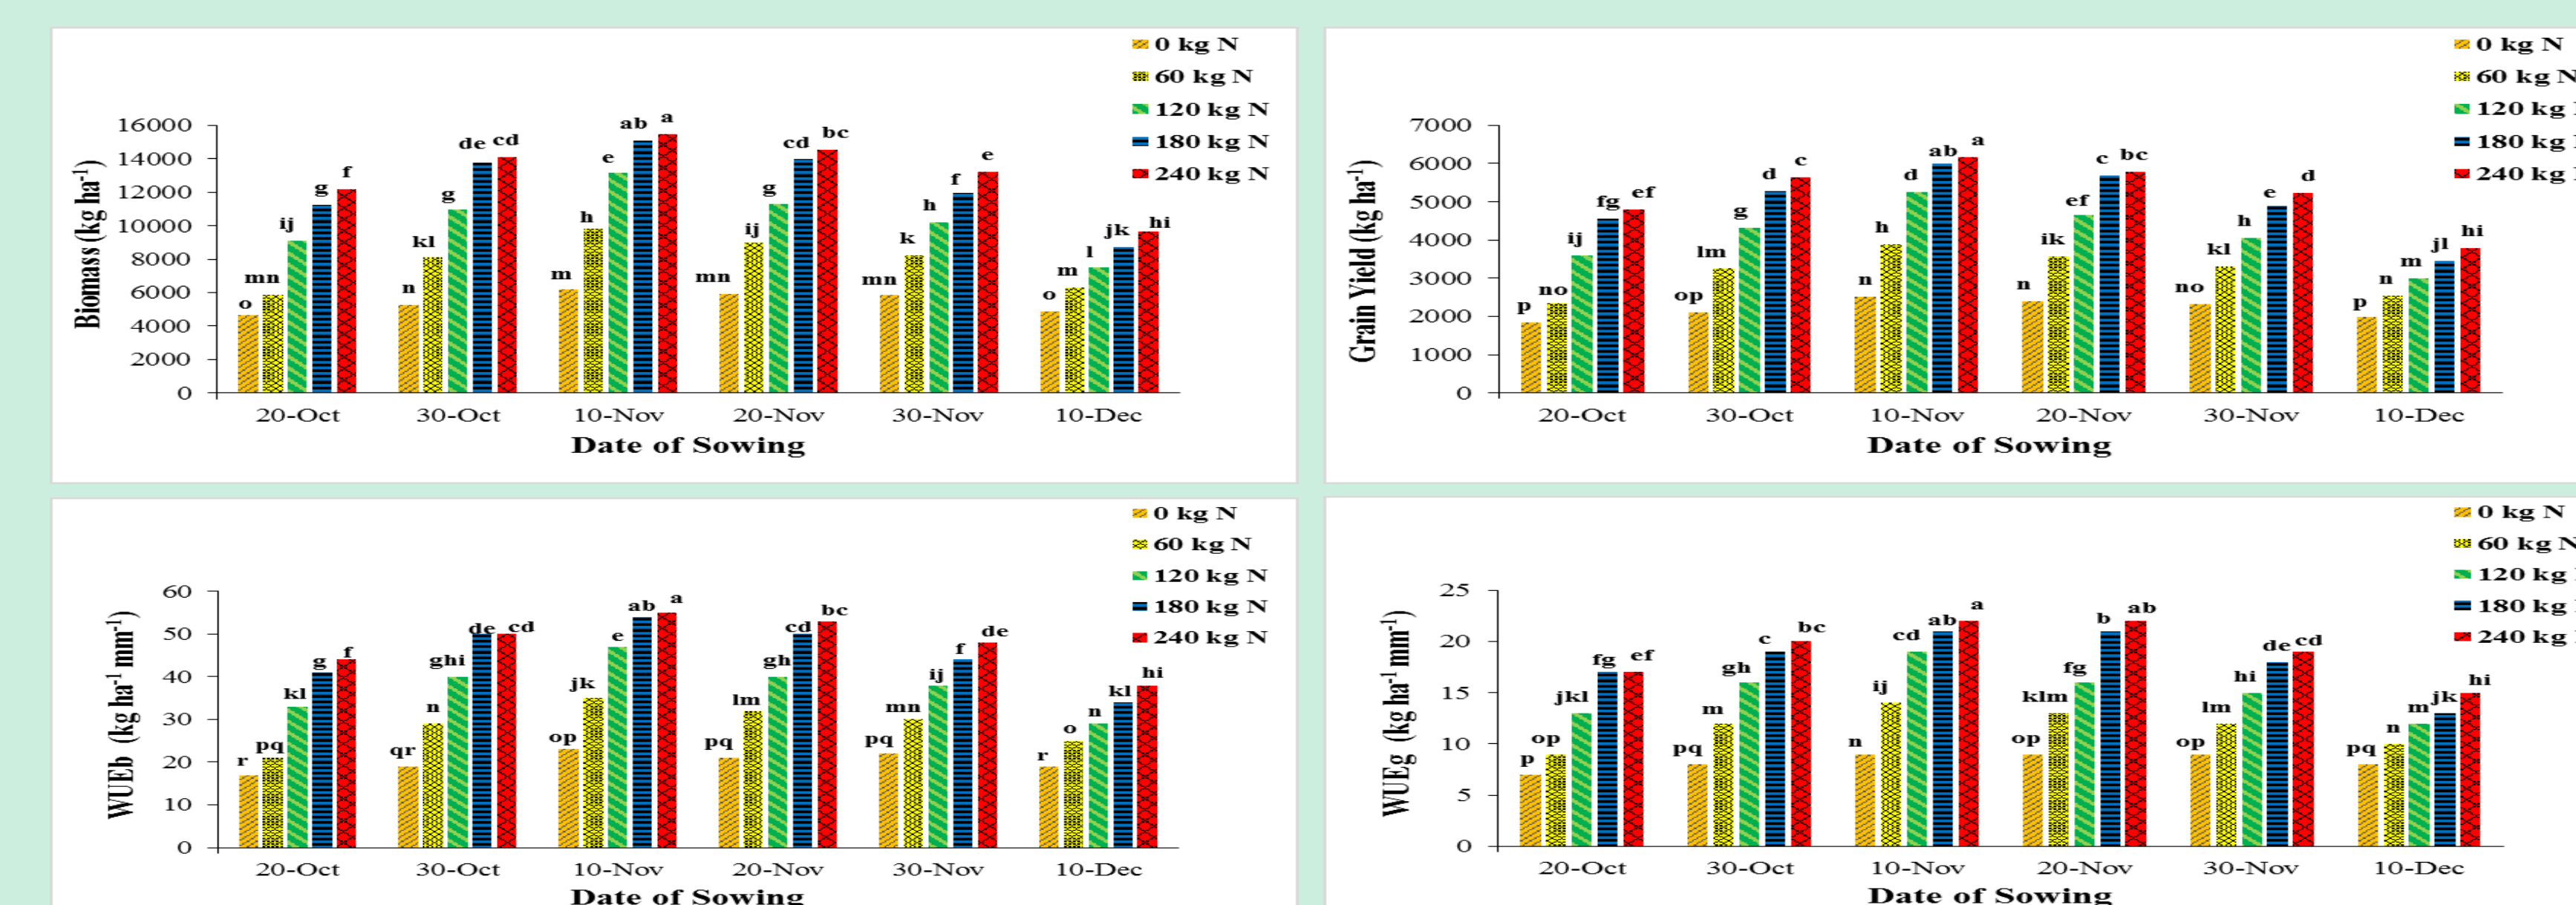 0 kg N
60 kg N
120 kg N
180 kg N
240 kg N
Biomass (kg ha-1)
16000
14000
12000
10000
8000
6000
4000
2000
0
o mn ij g f
n kl g de cd
m h e ab a
mn ij g cd bc
mn k h f e
o m l jk hi
20-Oct 30-Oct 10-Nov 20-Nov 30-Nov 10-Dec
Date of Sowing
0 kg N
60 kg N
120 kg
180 kg
240 kg
Grain Yield (kg ha-1)
7000
6000
5000
4000
3000
2000
1000
0
p no ij fg ef
op lm g d c
n h d ab a
n ik ef c bc
no kl h e d
p n m jl hi
20-Oct 30-Oct 10-Nov 20-Nov 30-Nov 10-Dec
Date of Sowing
0 kg N
60 kg N
120 kg N
180 kg N
240 kg N
WUEb (kg ha-1 mm-1)
60
50
40
30
20
10
0
r pq kl g f
qr n ghi de cd
op jk e ab a
pq lm gh cd bc
pq mn ij f de
r o n kl hi
20-Oct 30-Oct 10-Nov 20-Nov 30-Nov 10-Dec
Date of Sowing
0 kg N
60 kg N
120 kg
180 kg
240 kg
WUEg (kg ha-1 mm-1)
25
20
15
10
5
0
p op jkl fg ef
pq m gh c bc
n ij cd ab a
op klm fg b ab
op lm hi de cd
pq n m jk hi
20-Oct 30-Oct 10-Nov 20-Nov 30-Nov 10-Dec
Date of Sowing